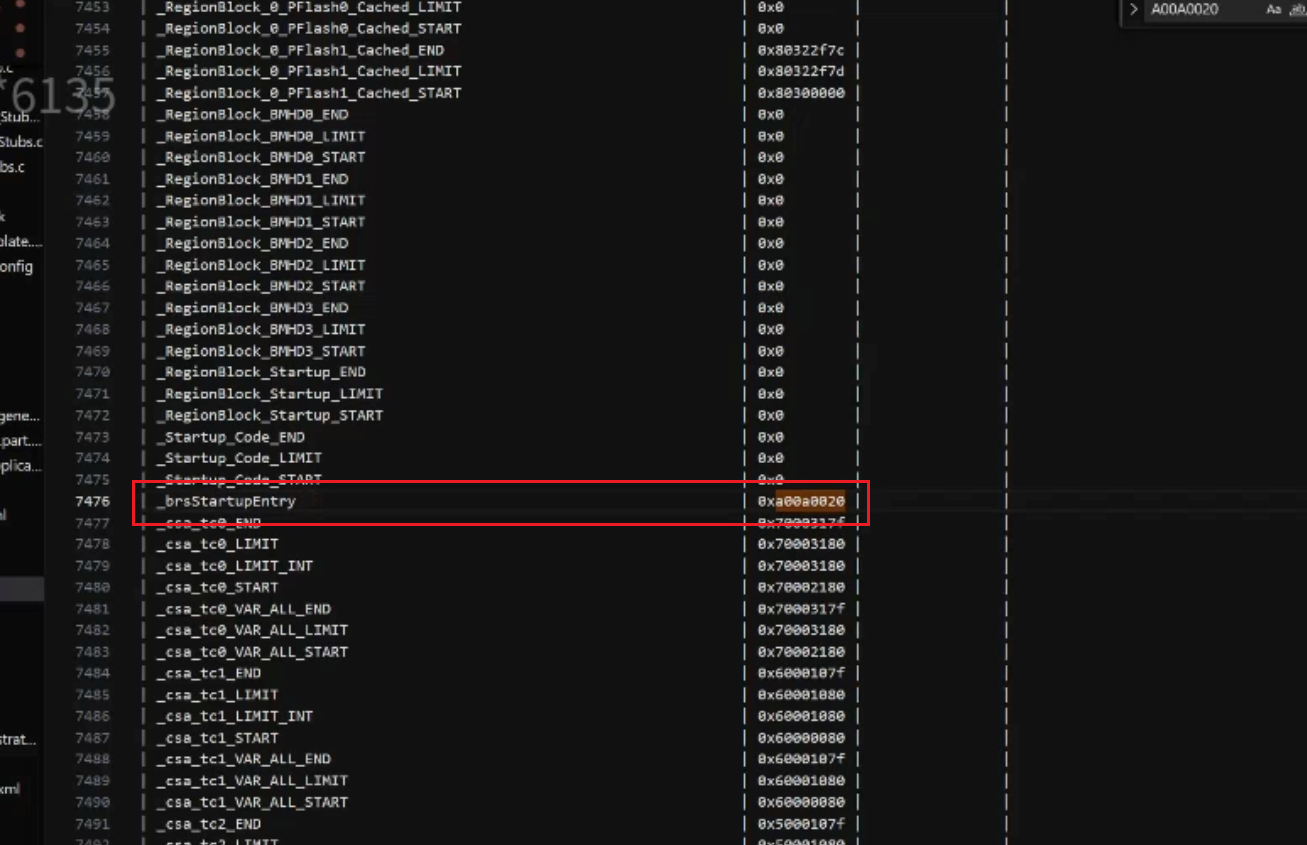 7453 | _RegionBlock_0_PFlash0_Cached_LIMIT | 0x0 | |
> A00A0020 Aa ab
7454 | _RegionBlock_0_PFlash0_Cached_START | 0x0 | |
7455 | _RegionBlock_0_PFlash1_Cached_END | 0x80322f7c | |
7456 | _RegionBlock_0_PFlash1_Cached_LIMIT | 0x80322f7d | |
*6135
7457 | _RegionBlock_0_PFlash1_Cached_START | 0x80300000 | |
7458 | _RegionBlock_BMHD0_END | 0x0 | |
Stub...
7459 | _RegionBlock_BMHD0_LIMIT | 0x0 | |
Stubs.c
7460 | _RegionBlock_BMHD0_START | 0x0 | |
bs.c
7461 | _RegionBlock_BMHD1_END | 0x0 | |
7462 | _RegionBlock_BMHD1_LIMIT | 0x0 | |
7463 | _RegionBlock_BMHD1_START | 0x0 | |
7464 | _RegionBlock_BMHD2_END | 0x0 | |
plate....
7465 | _RegionBlock_BMHD2_LIMIT | 0x0 | |
onfig
7466 | _RegionBlock_BMHD2_START | 0x0 | |
7467 | _RegionBlock_BMHD3_END | 0x0 | |
7468 | _RegionBlock_BMHD3_LIMIT | 0x0 | |
7469 | _RegionBlock_BMHD3_START | 0x0 | |
7470 | _RegionBlock_Startup_END | 0x0 | |
7471 | _RegionBlock_Startup_LIMIT | 0x0 | |
7472 | _RegionBlock_Startup_START | 0x0 | |
gene...
7473 | _Startup_Code_END | 0x0 | |
.part....
7474 | _Startup_Code_LIMIT | 0x0 | |
plica...
7475 | _Startup_Code_START | 0x0 | |
7476 | _brsStartupEntry | 0xa00a0020 | |
7477 | _csa_tc0_END | 0x7000317f | |
7478 | _csa_tc0_LIMIT | 0x70003180 | |
7479 | _csa_tc0_LIMIT_INT | 0x70003180 | |
7480 | _csa_tc0_START | 0x70002180 | |
7481 | _csa_tc0_VAR_ALL_END | 0x7000317f | |
7482 | _csa_tc0_VAR_ALL_LIMIT | 0x70003180 | |
7483 | _csa_tc0_VAR_ALL_START | 0x70002180 | |
7484 | _csa_tc1_END | 0x6000107f | |
7485 | _csa_tc1_LIMIT | 0x60001080 | |
7486 | _csa_tc1_LIMIT_INT | 0x60001080 | |
7487 | _csa_tc1_START | 0x60000080 | |
strat...
7488 | _csa_tc1_VAR_ALL_END | 0x6000107f | |
7489 | _csa_tc1_VAR_ALL_LIMIT | 0x60001080 | |
xml
7490 | _csa_tc1_VAR_ALL_START | 0x60000080 | |
7491 | _csa_tc2_END | 0x5000107f | |
7492 | _csa_tc2_LIMIT | 0x50001080 | |